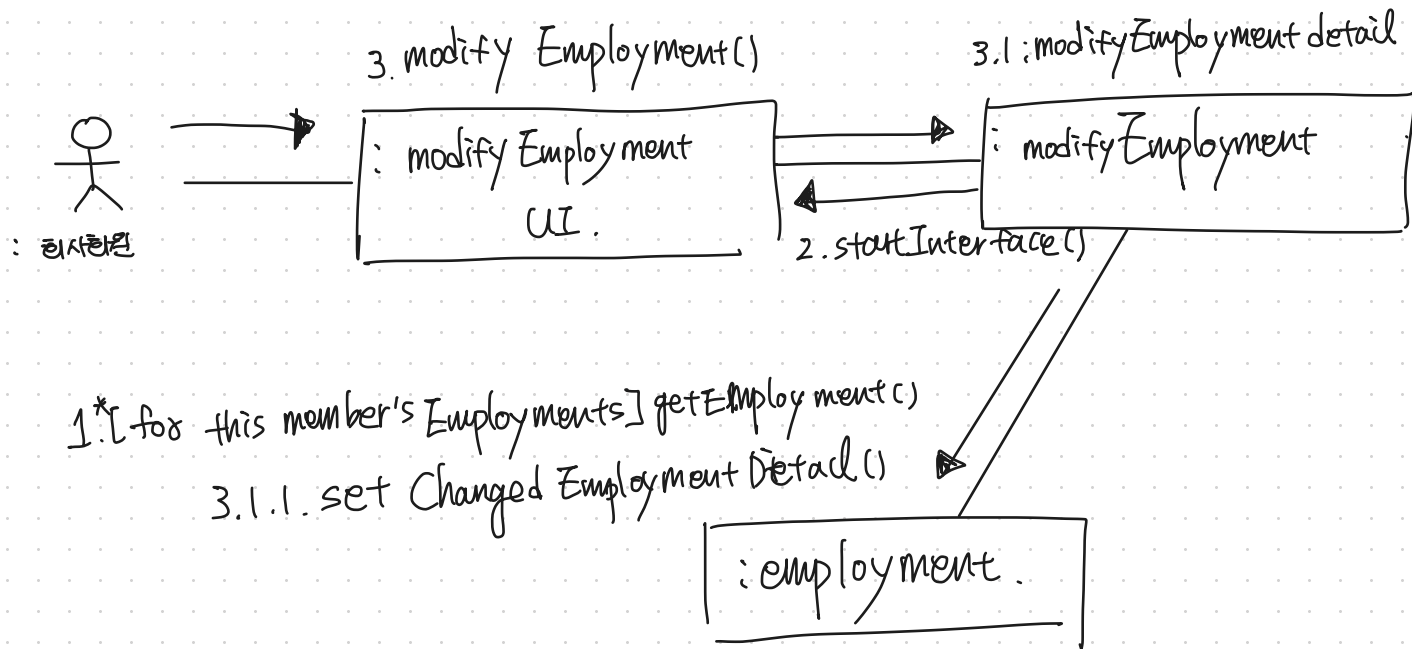 3. modify Employment()
3.1 : modifyEmployment detail
: modify Employment
UI.
: modifyEmployment
: 회사회원
2. startInterface()
1.*[for this member's Employments] getEmployment()
3.1.1. set Changed Employment Detail()
: employment.